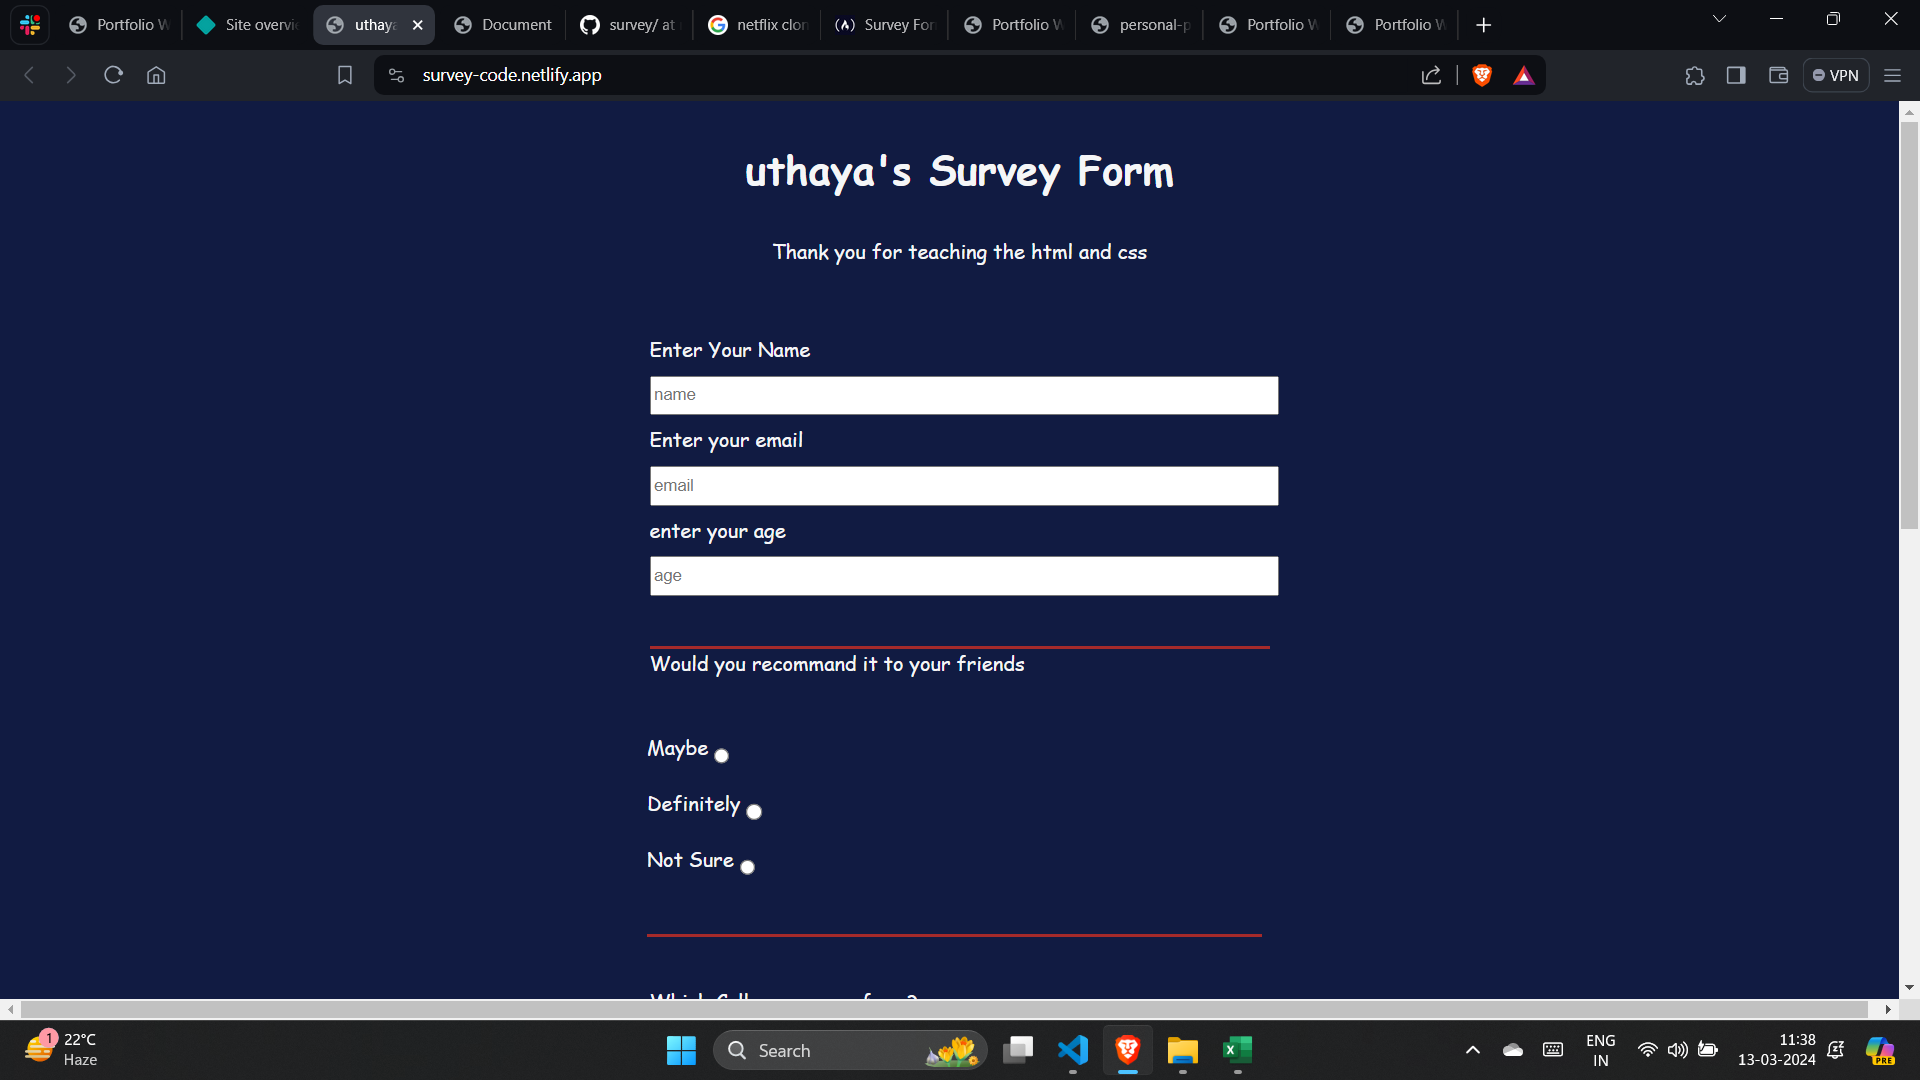 Portfolio W
Site overvi
uthaya
Document
survey/ at
netflix clon
Survey For
Portfolio W
personal-p
Portfolio W
Portfolio W
survey-code.netlify.app
VPN
uthaya's Survey Form
Thank you for teaching the html and css
Enter Your Name
name
Enter your email
email
enter your age
age
Would you recommand it to your friends
Maybe
Definitely
Not Sure
1
22°C
Haze
Search
ENG
IN
11:38
13-03-2024
PRE